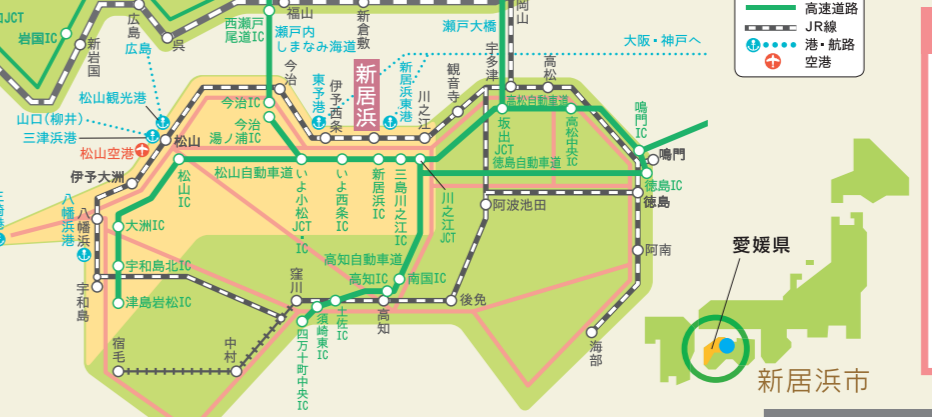 高速道路
JR線
港・航路
空港
JCT
岩国IC
新岩国
広島
広島
呉
西瀬戸
尾道IC
福山
瀬戸内
しまなみ海道
新倉敷
瀬戸大橋
岡山
大阪・神戸へ
宇多津
高松
今治
東予港
伊予西条
新居浜
新居浜東港
川之江
観音寺
松山観光港
山口(柳井)
三津浜港
松山空港
松山
今治IC
今治
湯ノ浦IC
高松自動車道
坂出JCT
高松中央IC
鳴門IC
鳴門
徳島自動車道
徳島IC
徳島
伊予大洲
松山IC
松山自動車道
いよ小松JCT・IC
いよ西条IC
新居浜IC
三島川之江IC
川之江JCT
八幡浜港
八幡浜
大洲IC
阿波池田
阿南
愛媛県
宇和島北IC
宇和島
津島岩松IC
高知自動車道
高知IC
南国IC
窪川
高知
後免
土佐IC
須崎東IC
四万十町中央IC
宿毛
中村
海部
新居浜市